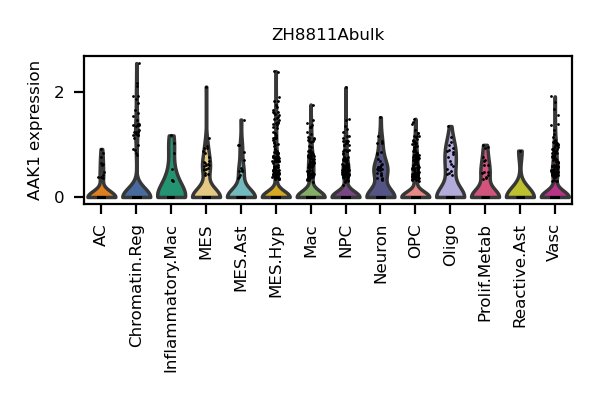 ZH8811Abulk
AAK1 expression
2
0
AC
Chromatin.Reg
Inflammatory.Mac
MES
MES.Ast
MES.Hyp
Mac
NPC
Neuron
OPC
Oligo
Prolif.Metab
Reactive.Ast
Vasc